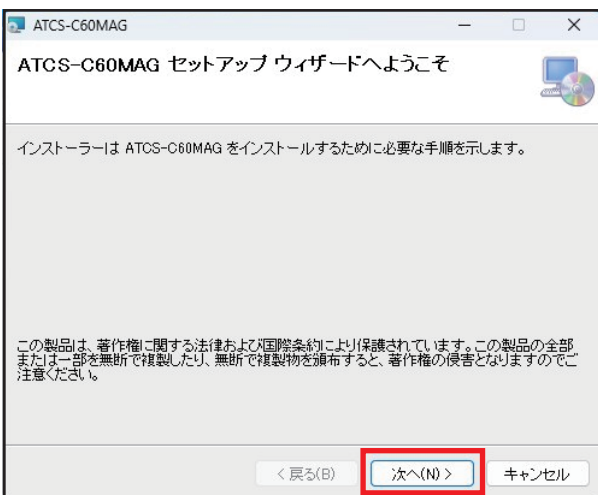 ATCS-C60MAG
ATCS-C60MAG セットアップ ウィザードへようこそ
インストーラーは ATCS-C60MAG をインストールするために必要な手順を示します。
この製品は、著作権に関する法律および国際条約により保護されています。この製品の全部
または一部を無断で複製したり、無断で複製物を頒布すると、著作権の侵害となりますのでご
注意ください。
< 戻る(B) 次へ(N) > キャンセル